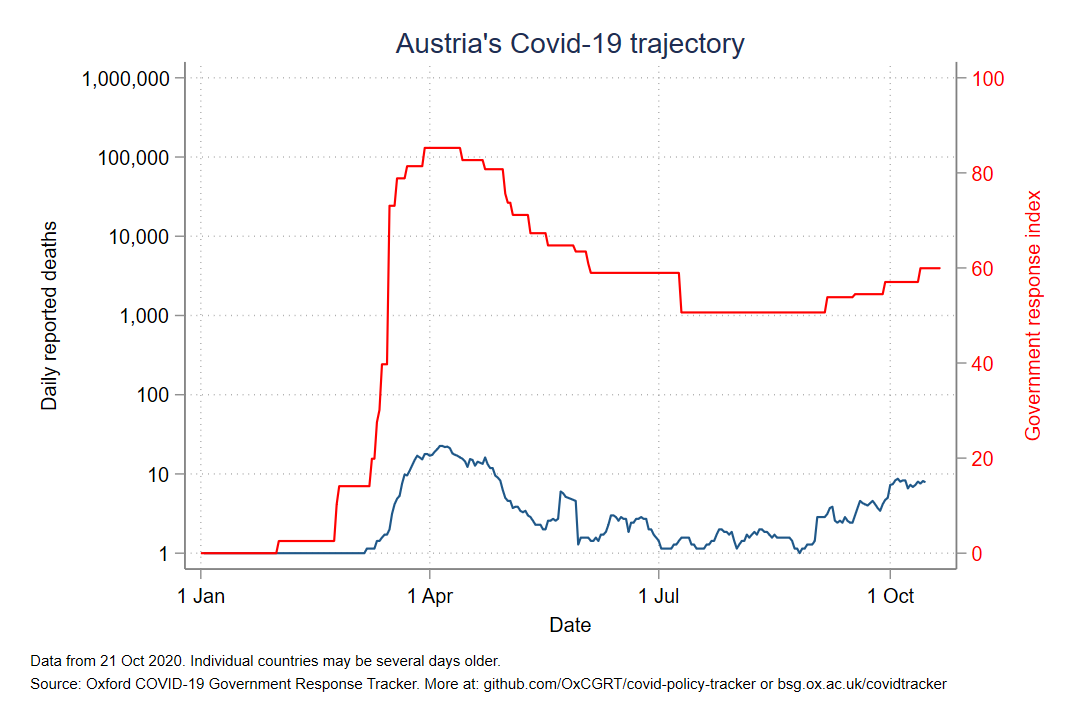 Austria's Covid-19 trajectory
1,000,000
100,000
10,000
1,000
100
10
1
Daily reported deaths
100
80
60
40
20
0
Government response index
1 Jan
1 Apr
1 Jul
1 Oct
Date
Data from 21 Oct 2020. Individual countries may be several days older.
Source: Oxford COVID-19 Government Response Tracker. More at: github.com/OxCGRT/covid-policy-tracker or bsg.ox.ac.uk/covidtracker